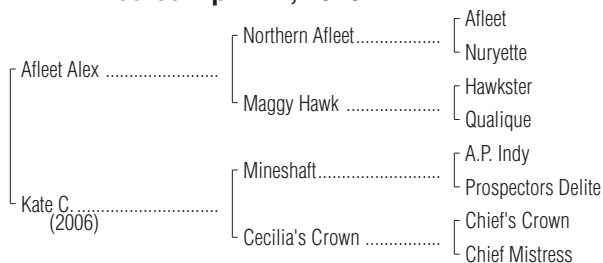 Afleet
Northern Afleet...................
Nuryette
Afleet Alex .........................
Hawkster
Maggy Hawk .....................
Qualique
A.P. Indy
Mineshaft...........................
Prospectors Delite
Kate C. ................................
(2006)
Chief's Crown
Cecilia's Crown .................
Chief Mistress